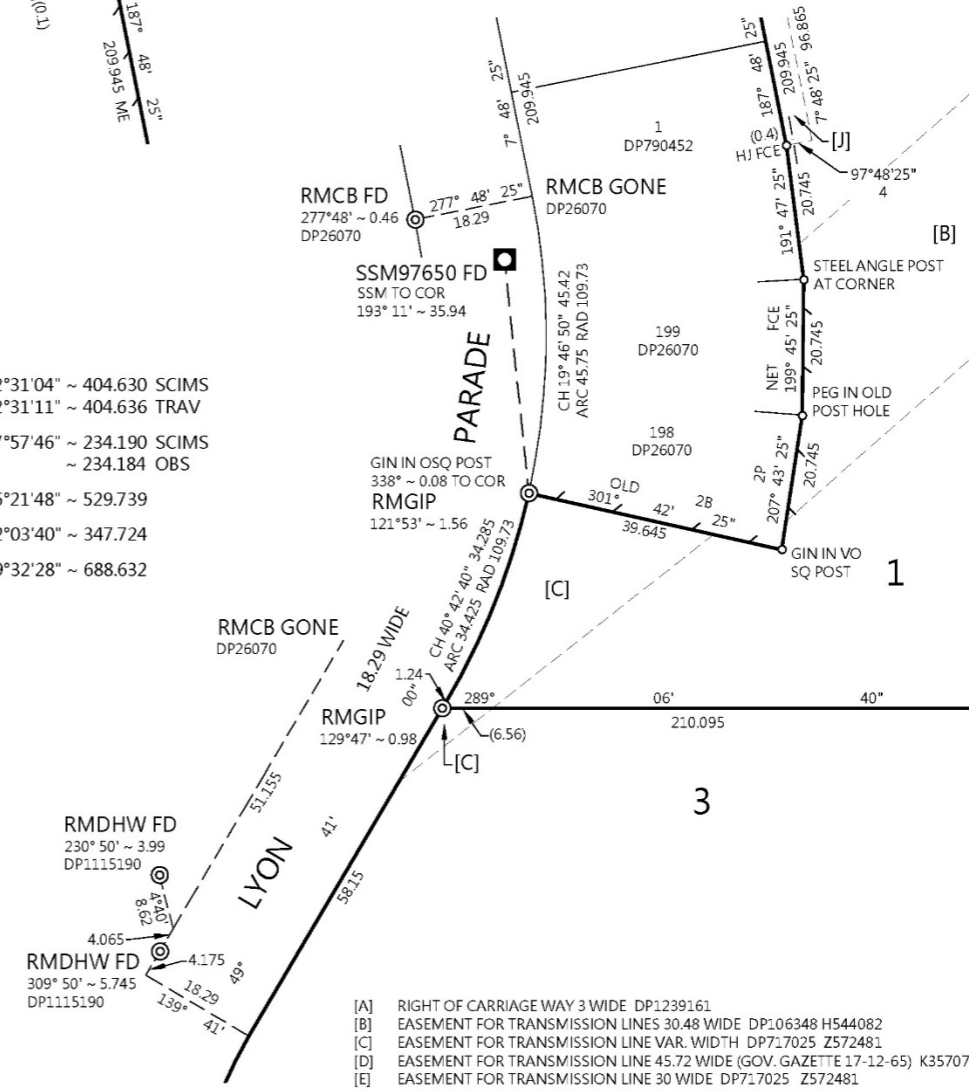 (0.1)
187° 48' 25"
209.945 ME
7° 48' 25"
209.945
187° 48' 25"
209.945
7°48'25" 96.865
1
DP790452
(0.4)
HJ FCE
[J]
97°48'25"
4
[B]
RMCB FD
277°48' ~ 0.46
DP26070
277° 48' 25"
18.29
RMCB GONE
DP26070
191° 47' 25"
20.745
SSM97650 FD
SSM TO COR
193° 11' ~ 35.94
STEEL ANGLE POST
AT CORNER
CH 19° 46' 50" 45.42
ARC 45.75 RAD 109.73
199
DP26070
NET FCE
199° 45' 25"
20.745
PARADE
PEG IN OLD
POST HOLE
2°31'04" ~ 404.630 SCIMS
2°31'11" ~ 404.636 TRAV
7°57'46" ~ 234.190 SCIMS
~ 234.184 OBS
5°21'48" ~ 529.739
2°03'40" ~ 347.724
9°32'28" ~ 688.632
198
DP26070
GIN IN OSQ POST
338° ~ 0.08 TO COR
RMGIP
121°53' ~ 1.56
OLD 2B
301° 42' 25"
39.645
2P
207° 43' 25"
20.745
GIN IN VO
SQ POST
1
[C]
CH 40° 42' 40" 34.285
ARC 34.425 RAD 109.73
RMCB GONE
DP26070
18.29 WIDE
1.24
00"
289° 06' 40"
210.095
RMGIP
129°47' ~ 0.98
(6.56)
[C]
3
51.155
41'
58.15
LYON
RMDHW FD
230° 50' ~ 3.99
DP1115190
4°40'
8.62
4.065
4.175
RMDHW FD
309° 50' ~ 5.745
DP1115190
49°
18.29
139° 41'
[A] RIGHT OF CARRIAGE WAY 3 WIDE DP1239161
[B] EASEMENT FOR TRANSMISSION LINES 30.48 WIDE DP106348 H544082
[C] EASEMENT FOR TRANSMISSION LINE VAR. WIDTH DP717025 Z572481
[D] EASEMENT FOR TRANSMISSION LINE 45.72 WIDE (GOV. GAZETTE 17-12-65) K35707
[E] EASEMENT FOR TRANSMISSION LINE 30 WIDE DP717025 Z572481